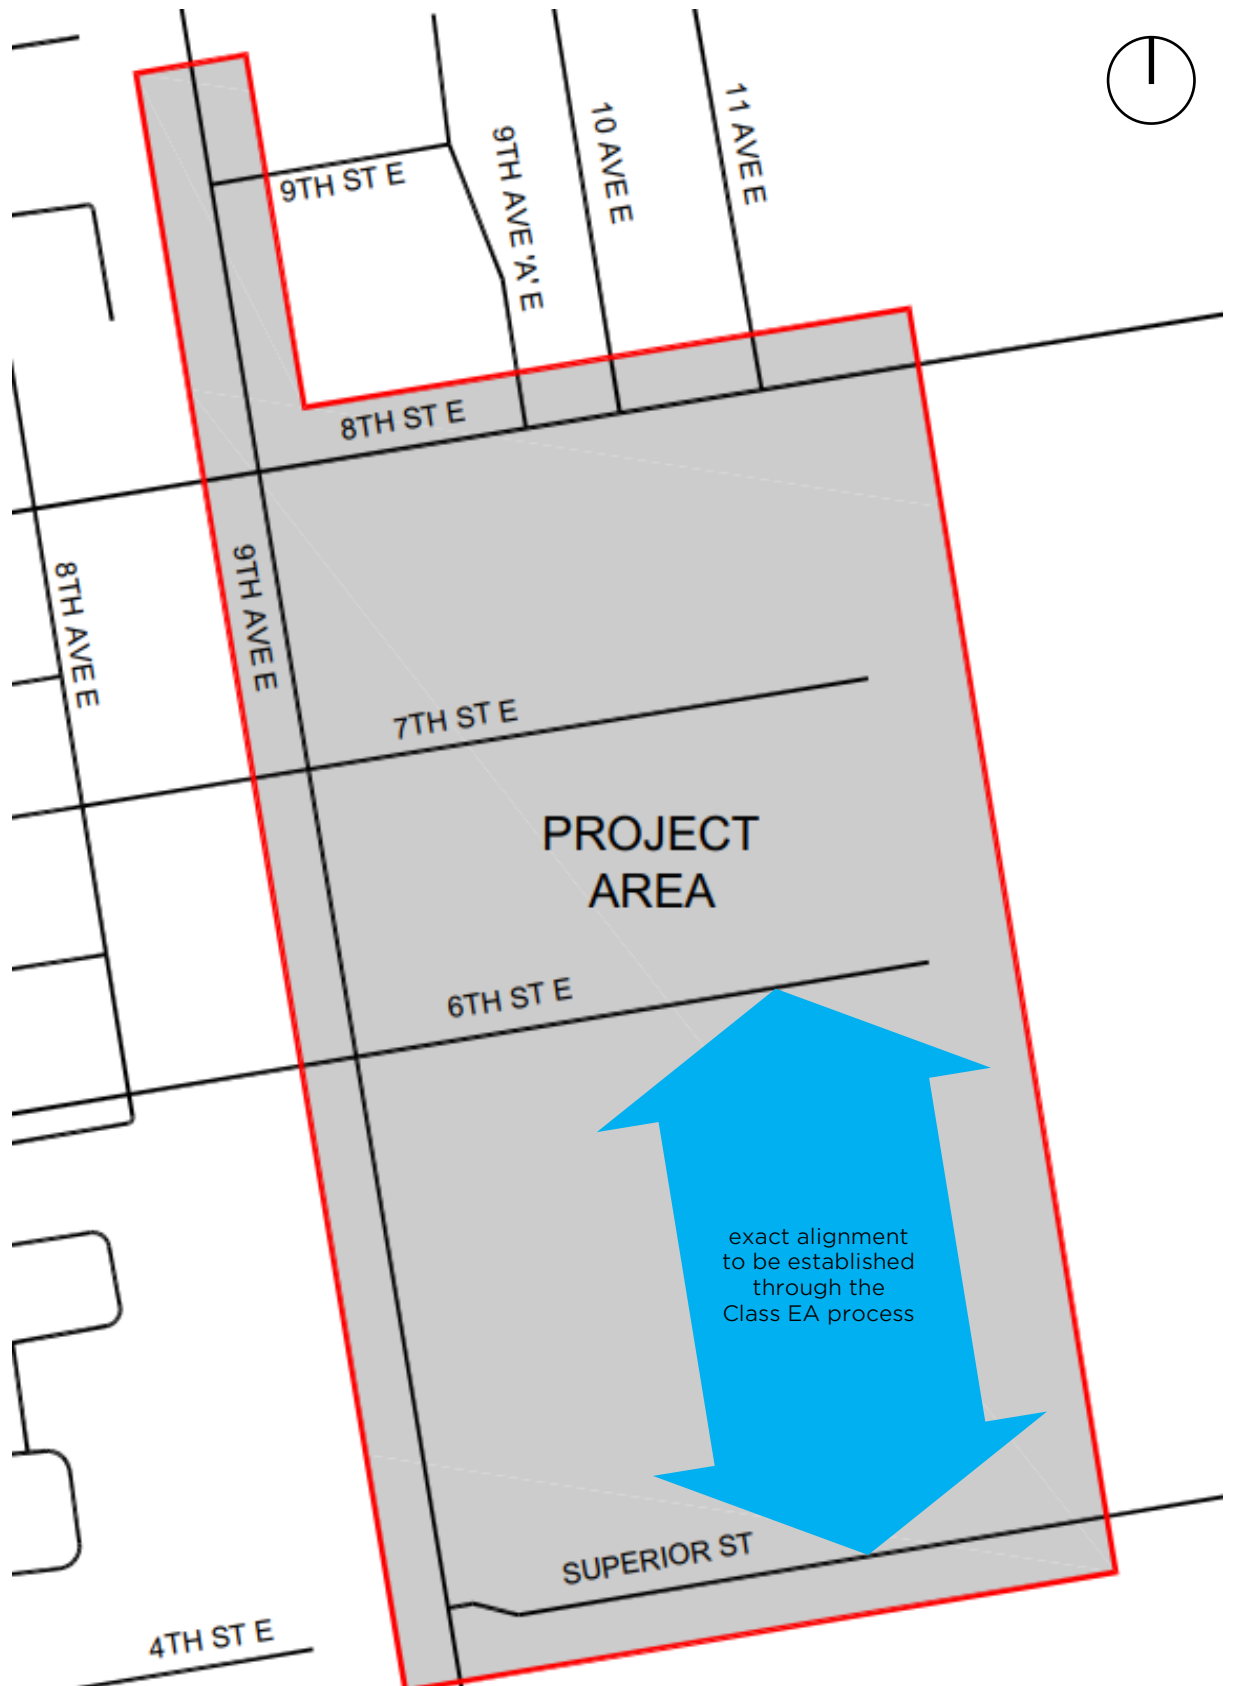 11 AVE E
10 AVE E
9TH AVE 'A' E
9TH ST E
8TH ST E
9TH AVE E
8TH AVE E
7TH ST E
PROJECT
AREA
6TH ST E
exact alignment
to be established
through the
Class EA process
SUPERIOR ST
4TH ST E